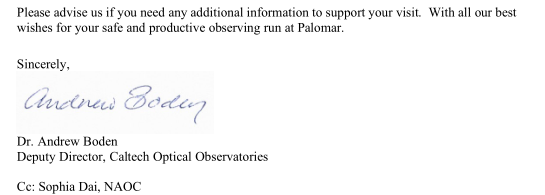 Please advise us if you need any additional information to support your visit.  With all our best
wishes for your safe and productive observing run at Palomar.
Sincerely,
Andrew Boden
Dr. Andrew Boden
Deputy Director, Caltech Optical Observatories
Cc: Sophia Dai, NAOC